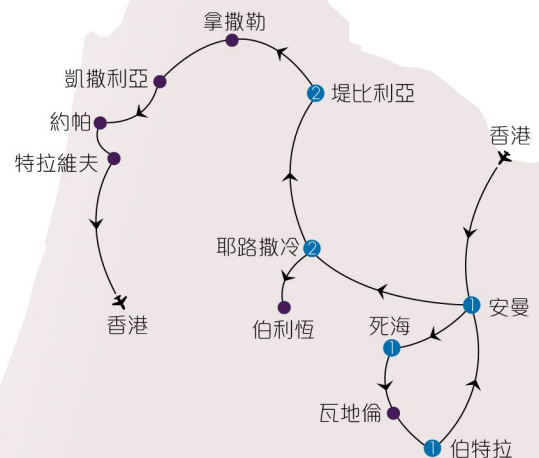 拿撒勒
凱撒利亞
2 堤比利亞
約帕
香港
特拉維夫
耶路撒冷 2
1 安曼
香港
伯利恆
死海
1
瓦地倫
1 伯特拉